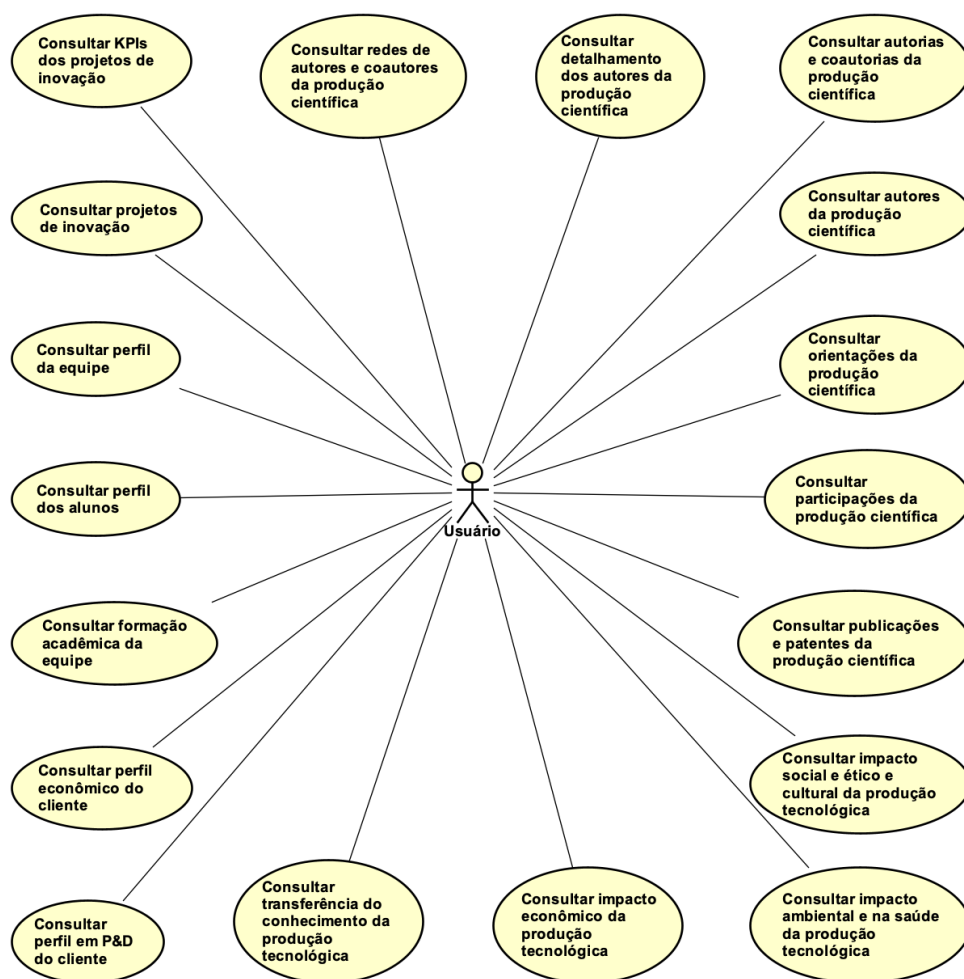 Consultar KPIs
dos projetos de
inovação
Consultar redes de
autores e coautores
da produção
científica
Consultar
detalhamento
dos autores da
produção
científica
Consultar autorias
e coautorias da
produção
científica
Consultar projetos
de inovação
Consultar autores
da produção
científica
Consultar perfil
da equipe
Consultar
orientações da
produção
científica
Consultar perfil
dos alunos
Usuário
Consultar
participações da
produção científica
Consultar formação
acadêmica da
equipe
Consultar publicações
e patentes da
produção científica
Consultar perfil
econômico do
cliente
Consultar impacto
social e ético e
cultural da produção
tecnológica
Consultar
perfil em P&D
do cliente
Consultar
transferência do
conhecimento da
produção
tecnológica
Consultar impacto
econômico da
produção
tecnológica
Consultar impacto
ambiental e na saúde
da produção
tecnológica